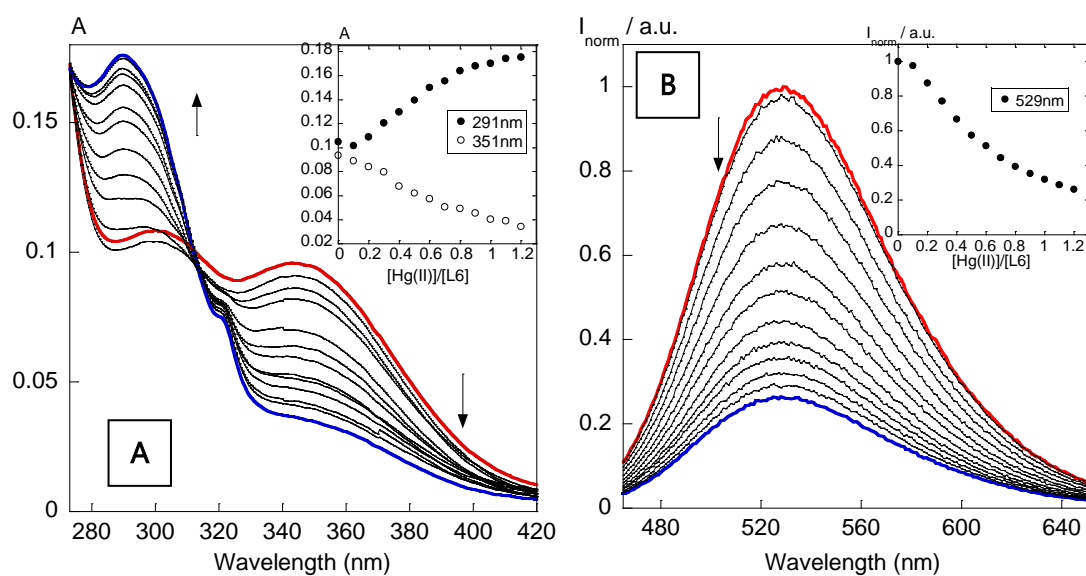 A
0.15
0.1
0.05
0
280 300 320 340 360 380 400 420
Wavelength (nm)
A
A
0.18
0.16
0.14
0.12
0.1
0.08
0.06
0.04
0.02
0 0.2 0.4 0.6 0.8 1 1.2
[Hg(II)]/[L6]
291nm
351nm
I norm / a.u.
1
0.8
0.6
0.4
0.2
0
480 520 560 600 640
Wavelength (nm)
B
I norm / a.u.
1
0.8
0.6
0.4
0.2
0
0 0.2 0.4 0.6 0.8 1 1.2
[Hg(II)]/[L6]
529nm